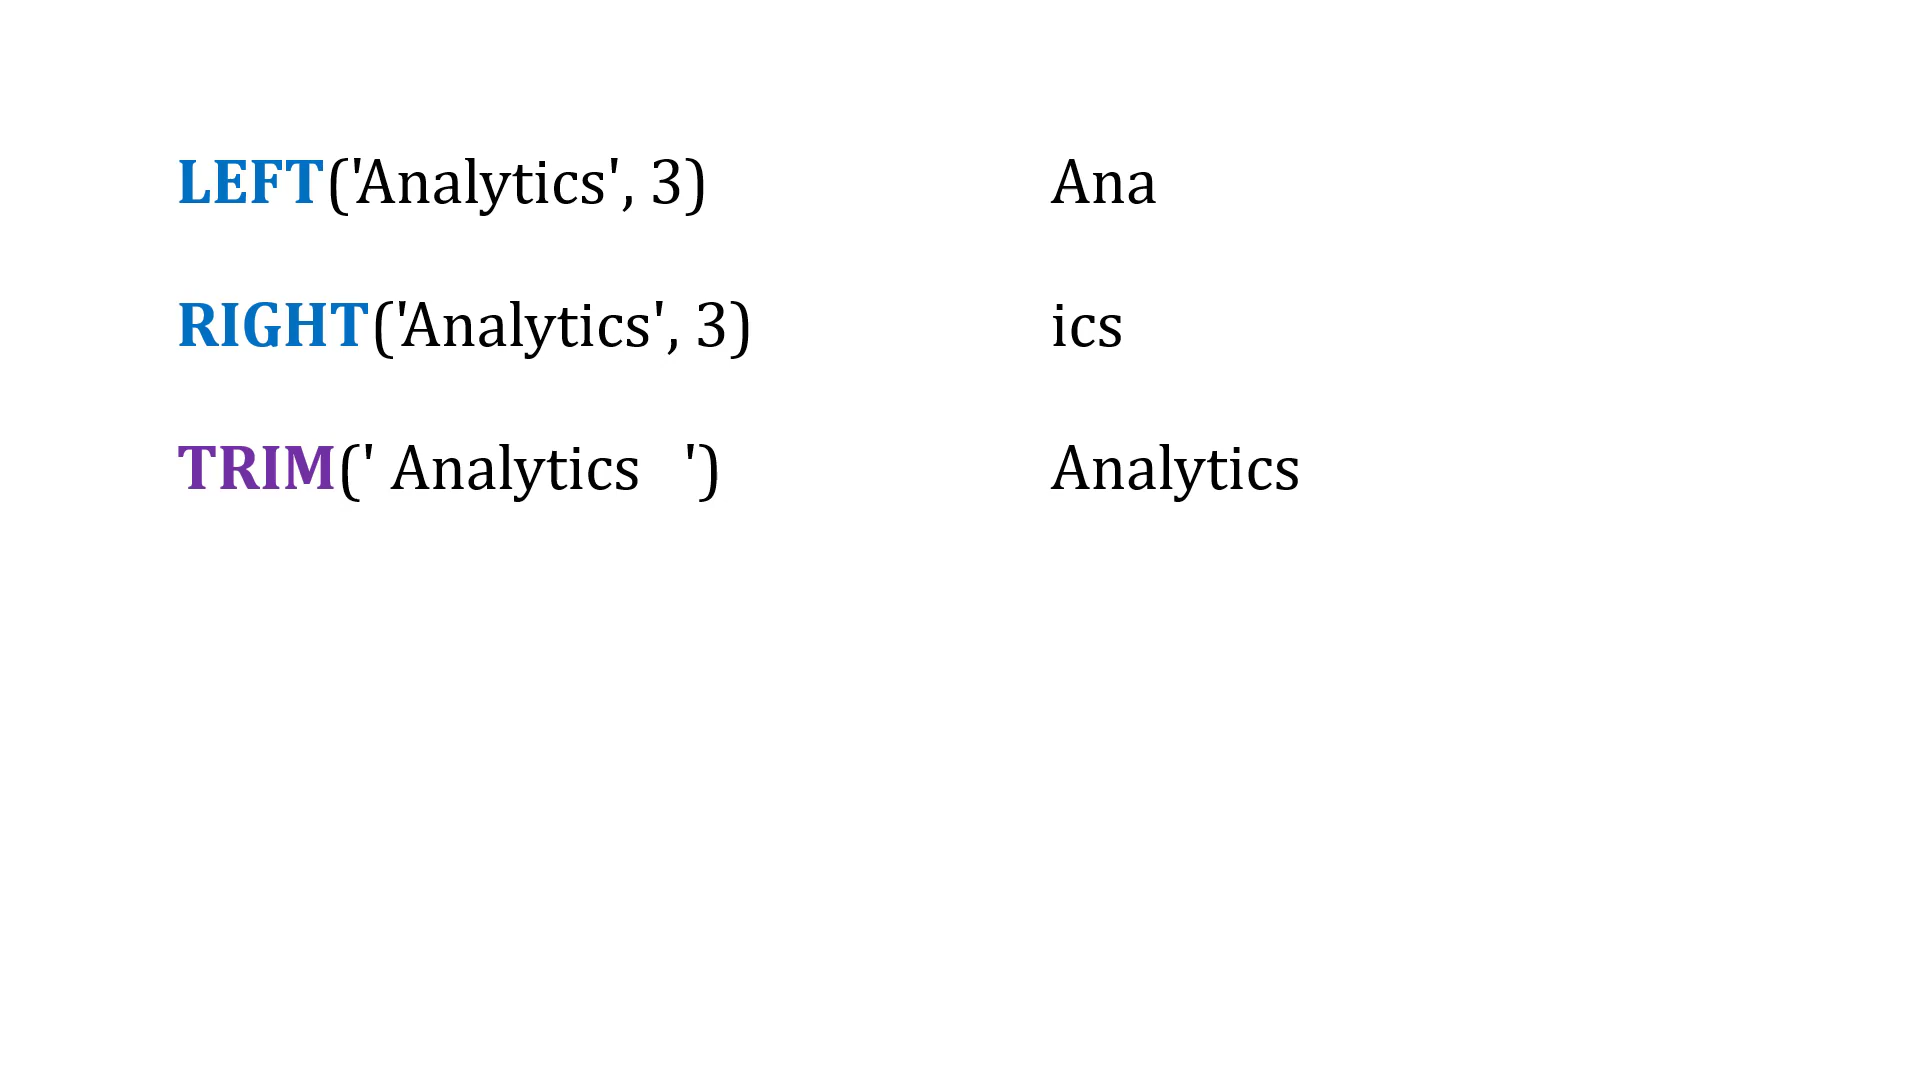 LEFT('Analytics', 3) Ana
RIGHT('Analytics', 3) ics
TRIM(' Analytics   ') Analytics